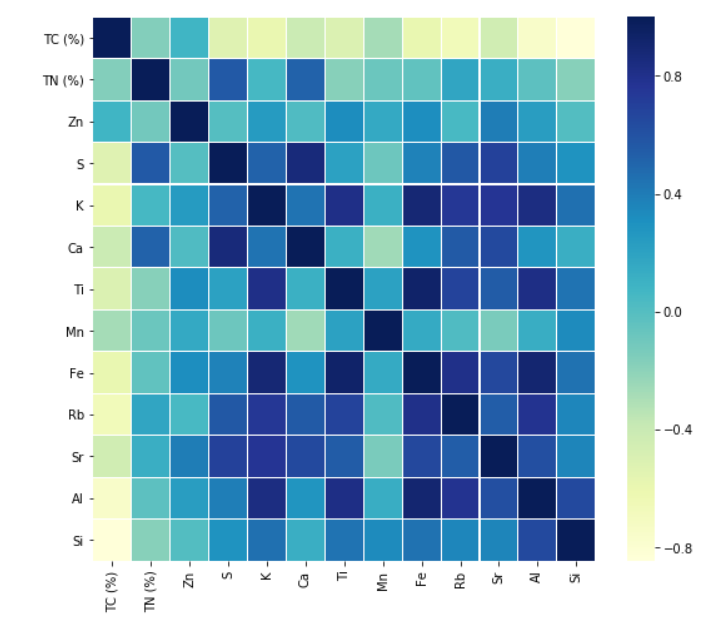 TC (%)
TN (%)
Zn
S
K
Ca
Ti
Mn
Fe
Rb
Sr
Al
Si
TC (%) TN (%) Zn S K Ca Ti Mn Fe Rb Sr Al Si
0.8
0.4
0.0
−0.4
−0.8